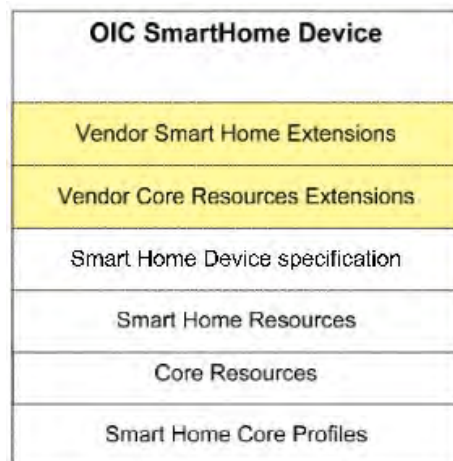 OIC SmartHome Device
Vendor Smart Home Extensions
Vendor Core Resources Extensions
Smart Home Device specification
Smart Home Resources
Core Resources
Smart Home Core Profiles